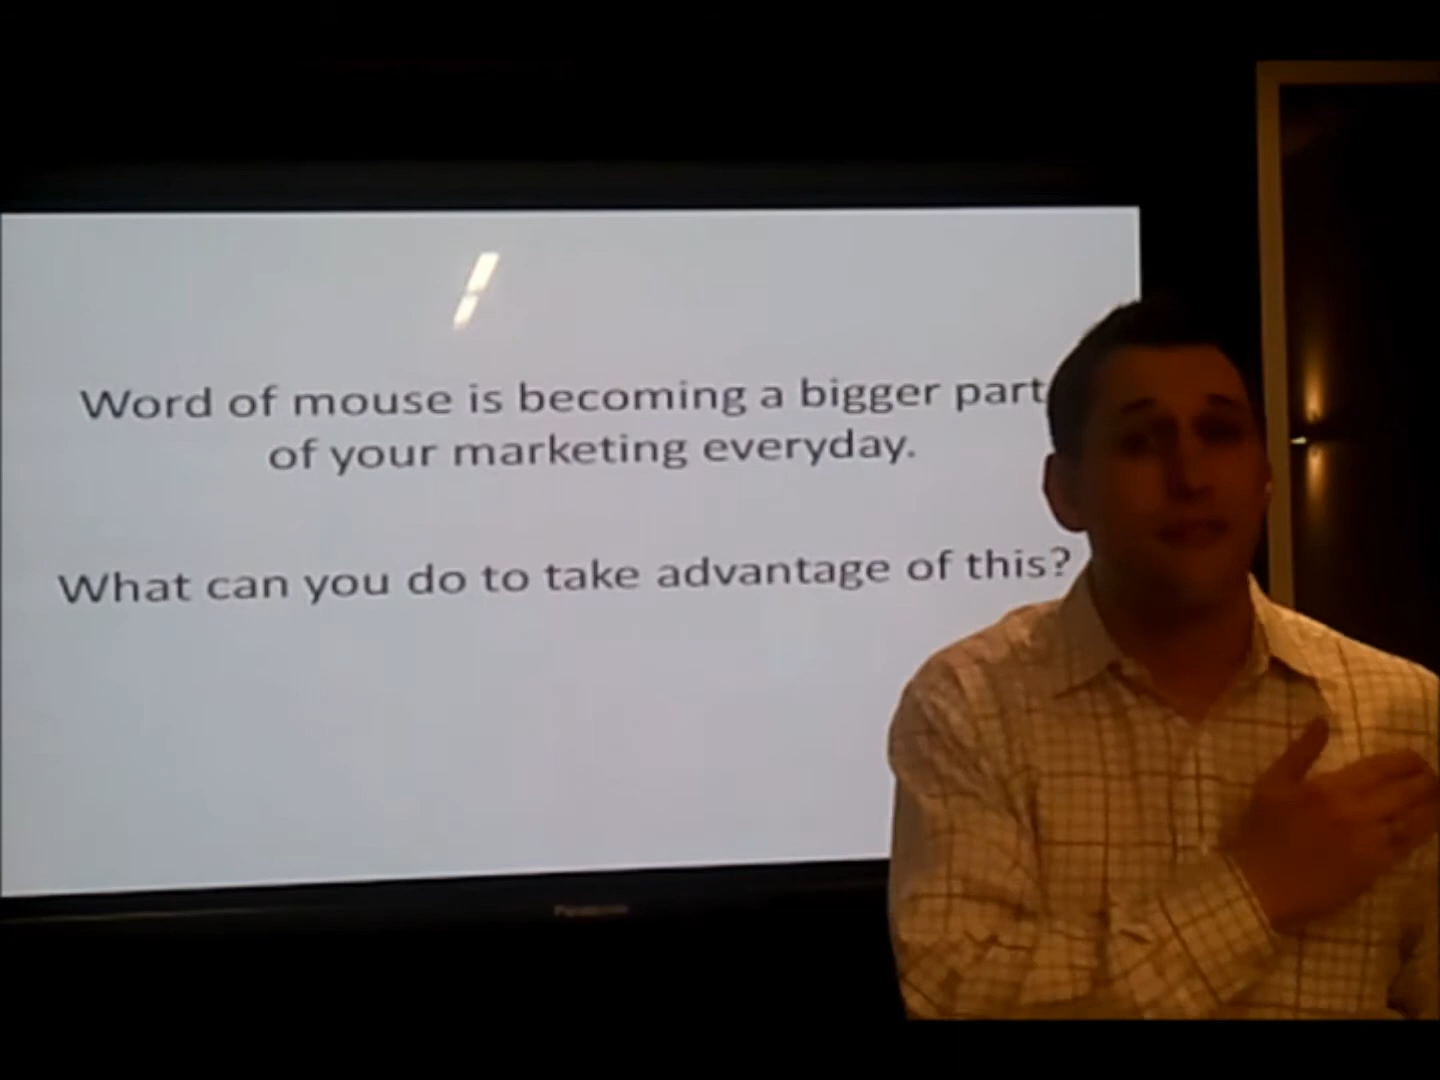 Word of mouse is becoming a bigger part
of your marketing everyday.
What can you do to take advantage of this?
Panasonic